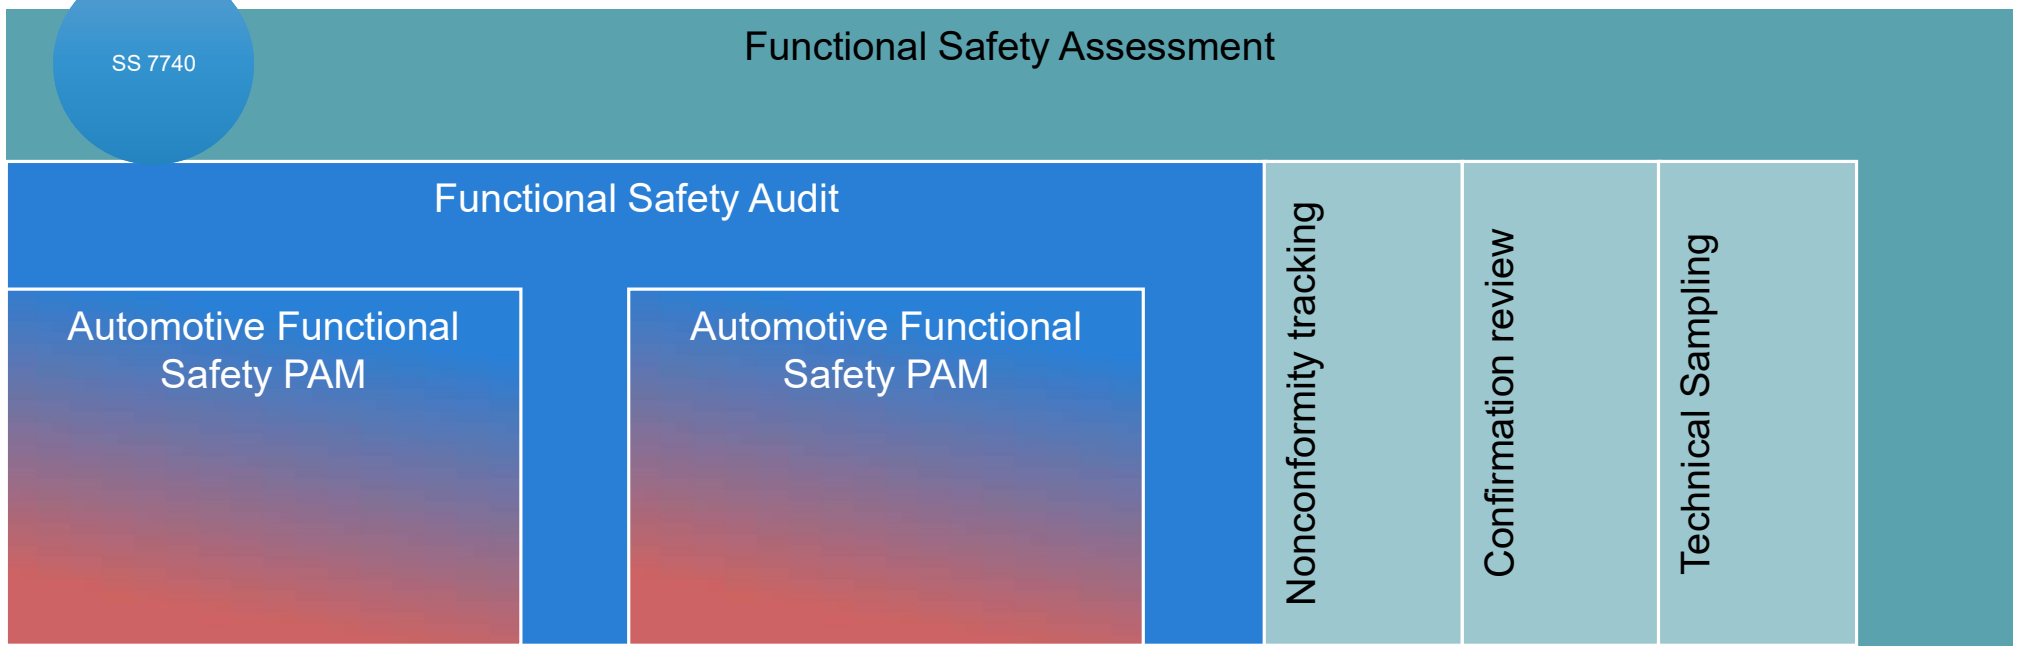 SS 7740
Functional Safety Assessment
Functional Safety Audit
Automotive Functional
Safety PAM
Automotive Functional
Safety PAM
Nonconformity tracking
Confirmation review
Technical Sampling